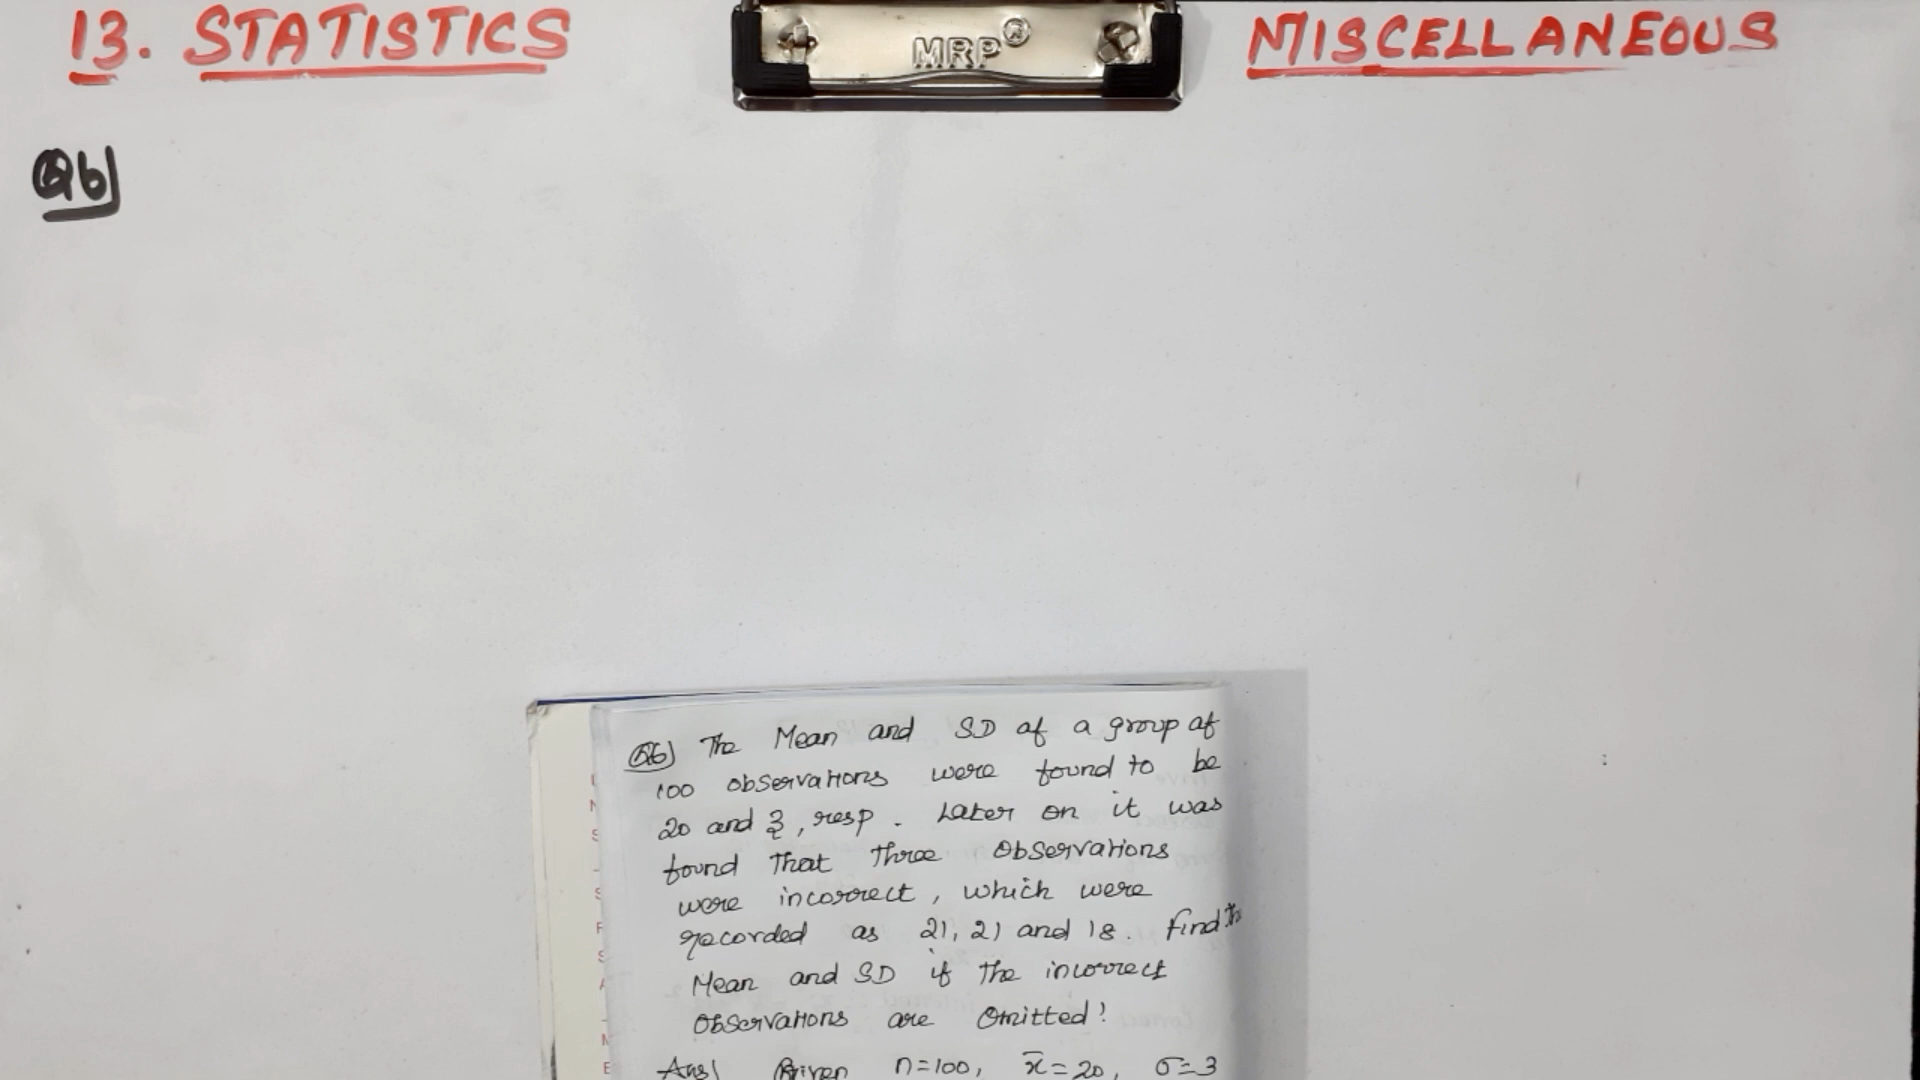 13. STATISTICS
MRP®
MISCELLANEOUS
Q6)
Q6) The Mean and S.D of a group of
100 observations were found to be
20 and 3, resp. Later on it was
found that three observations
were incorrect, which were
recorded as 21, 21 and 18. Find the
Mean and SD if the incorrect
observations are omitted!
Ans) Given n=100, x̄=20, σ=3